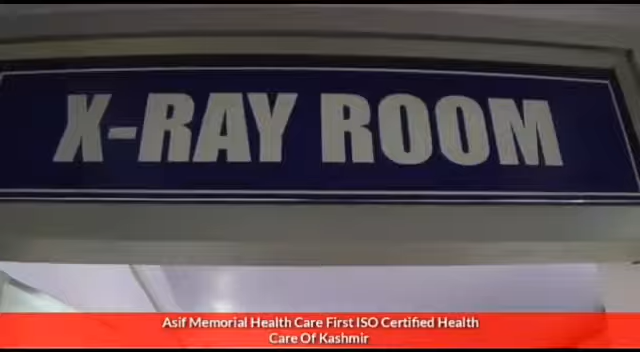 X-RAY ROOM
Asif Memorial Health Care First ISO Certified Health
Care Of Kashmir